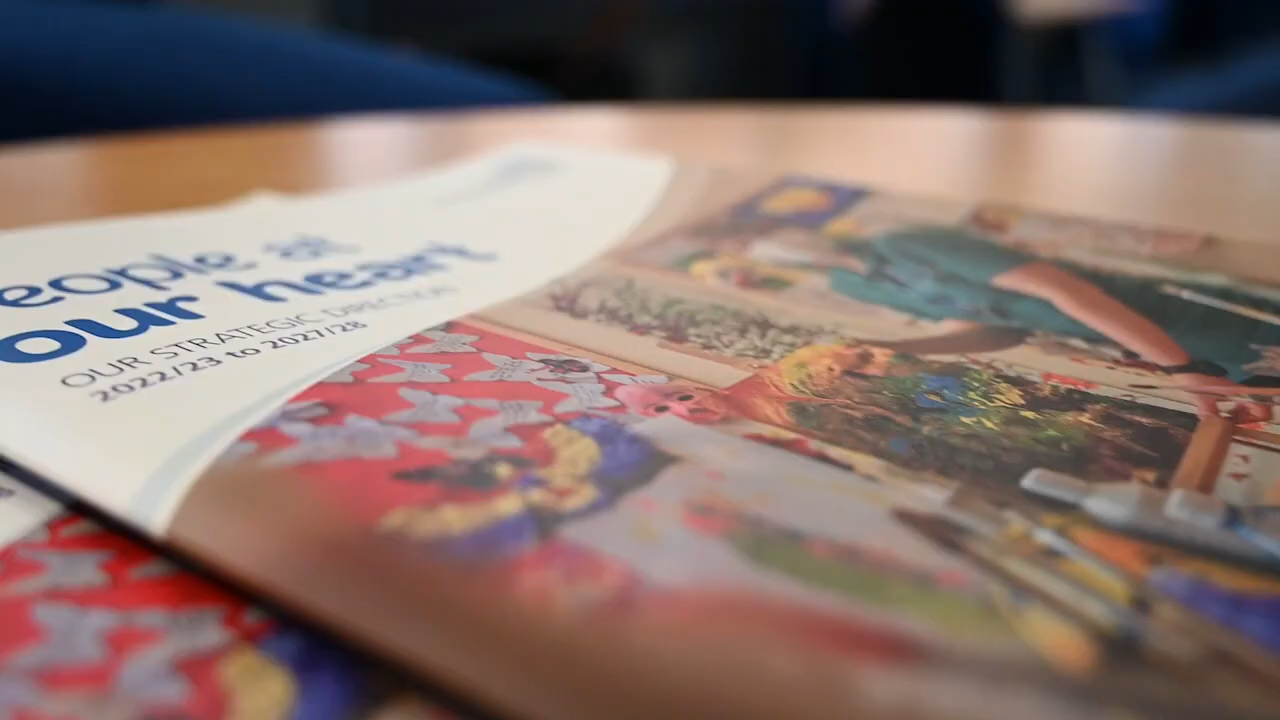 eople at
our heart
OUR STRATEGIC DIRECTION
2022/23 to 2027/28